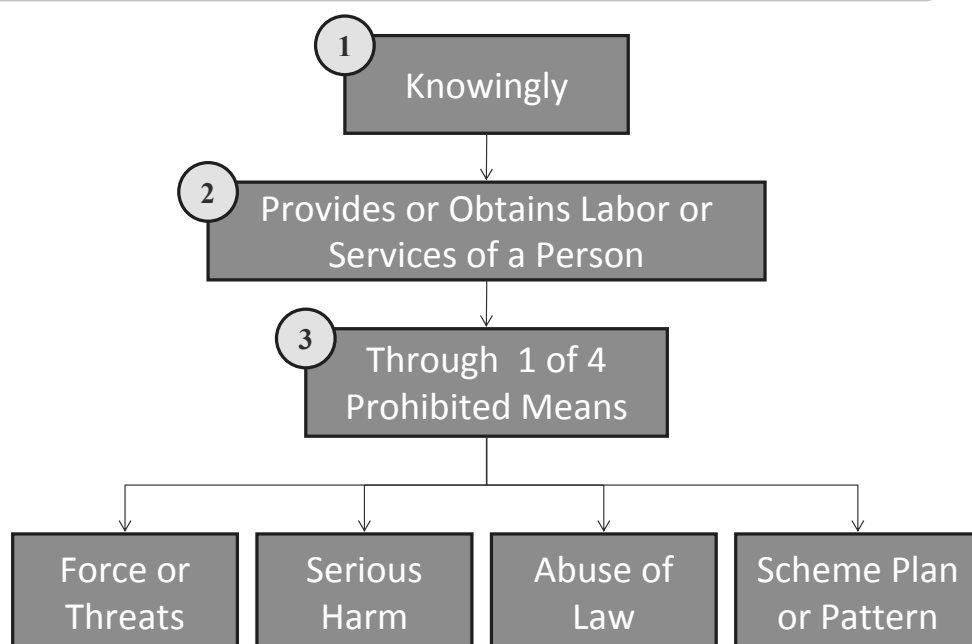 1
Knowingly
2
Provides or Obtains Labor or
Services of a Person
3
Through 1 of 4
Prohibited Means
Force or
Threats
Serious
Harm
Abuse of
Law
Scheme Plan
or Pattern